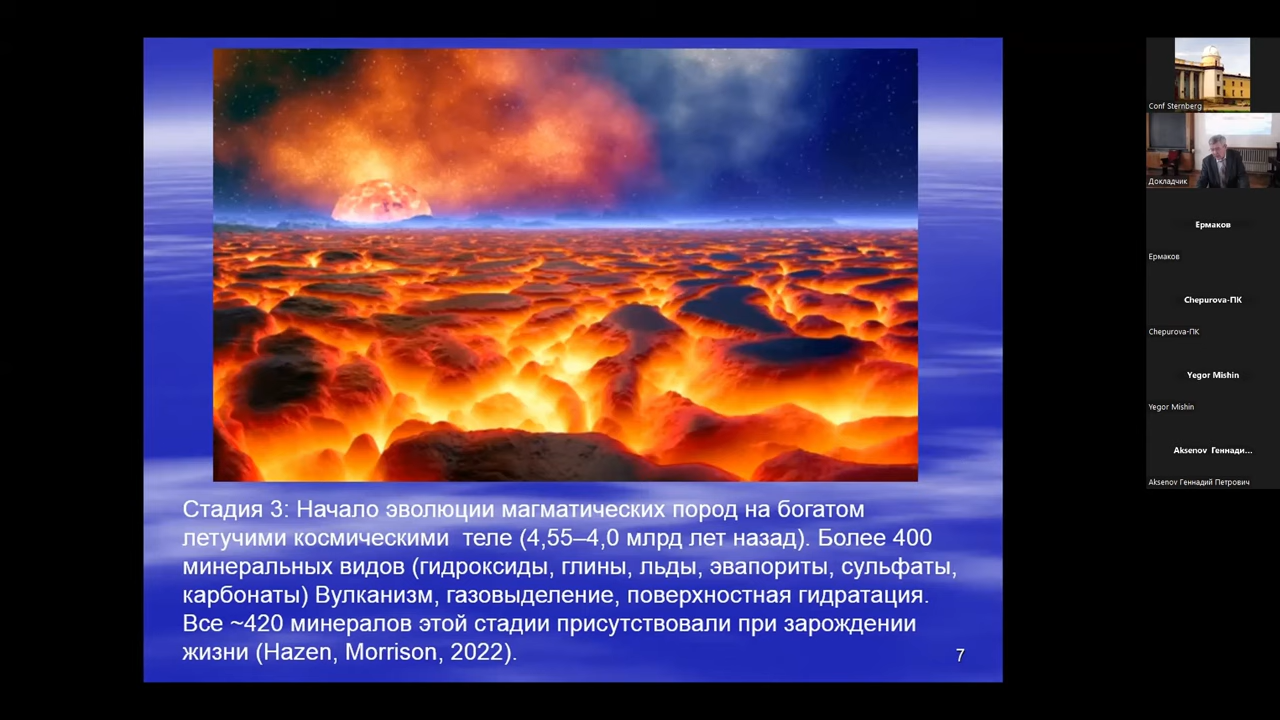 Стадия 3: Начало эволюции магматических пород на богатом
летучими космическими теле (4,55–4,0 млрд лет назад). Более 400
минеральных видов (гидроксиды, глины, льды, эвапориты, сульфаты,
карбонаты) Вулканизм, газовыделение, поверхностная гидратация.
Все ~420 минералов этой стадии присутствовали при зарождении
жизни (Hazen, Morrison, 2022).
7
Conf Sternberg
Докладчик
Ермаков
Ермаков
Chepurova-ПК
Chepurova-ПК
Yegor Mishin
Yegor Mishin
Aksenov Геннади...
Aksenov Геннадий Петрович